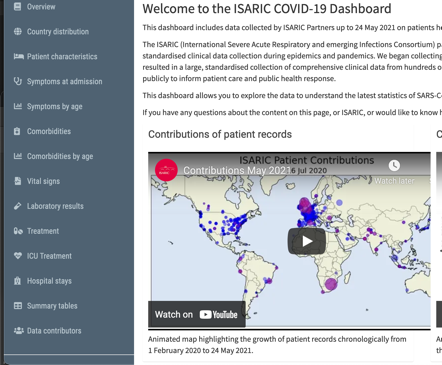 Overview
Country distribution
Patient characteristics
Symptoms at admission
Symptoms by age
Comorbidities
Comorbidities by age
Vital signs
Laboratory results
Treatment
ICU Treatment
Hospital stays
Summary tables
Data contributors
Welcome to the ISARIC COVID-19 Dashboard
This dashboard includes data collected by ISARIC Partners up to 24 May 2021 on patients h
The ISARIC (International Severe Acute Respiratory and emerging Infections Consortium) p
standardised clinical data collection during epidemics and pandemics. We began collecting
resulted in a large, standardised collection of comprehensive clinical data from hundreds o
publicly to inform patient care and public health response.
This dashboard allows you to explore the data to understand the latest statistics of SARS-C
If you have any questions about the content on this page, or ISARIC, or would like to know h
Contributions of patient records
ISARIC Patient Contributions
Contributions May 2021
jul 2020
Watch later
Watch on YouTube
Animated map highlighting the growth of patient records chronologically from
1 February 2020 to 24 May 2021.